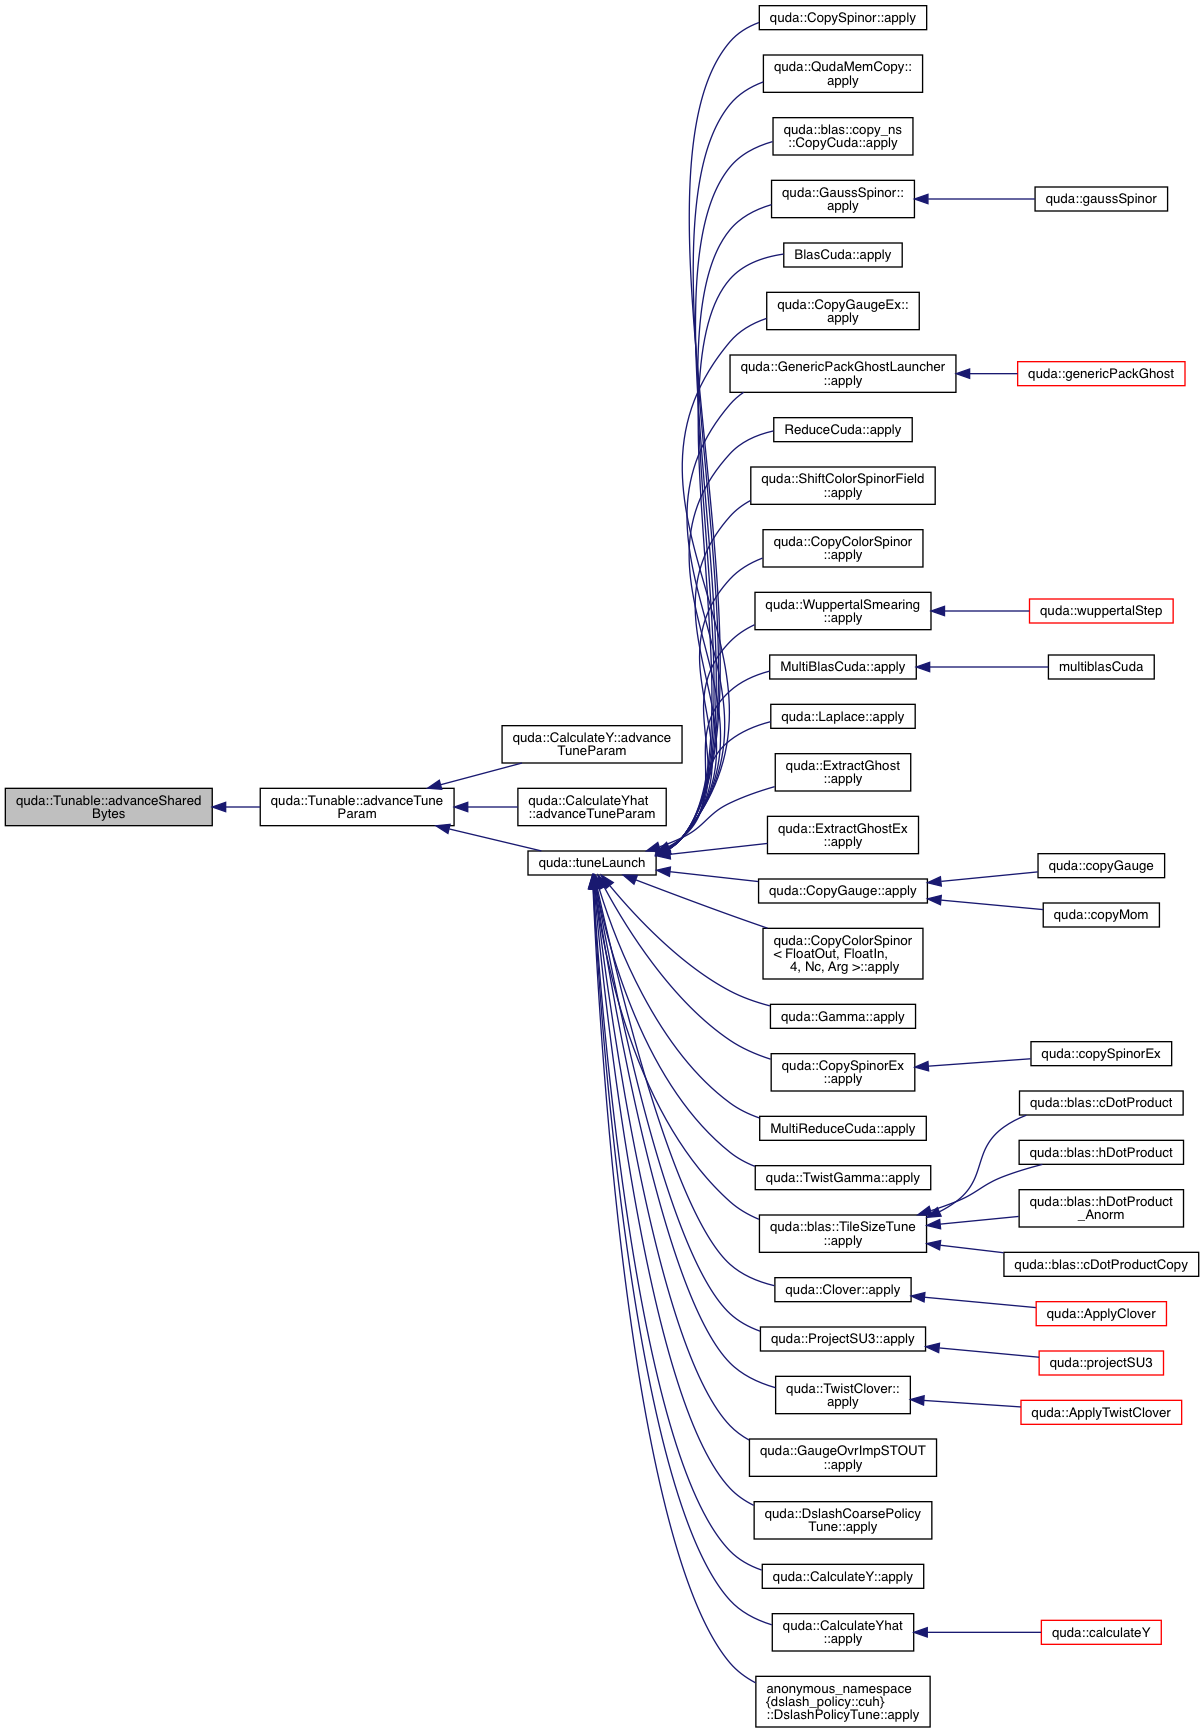 quda::CopySpinor::apply
quda::QudaMemCopy::
apply
quda::blas::copy_ns
::CopyCuda::apply
quda::GaussSpinor::
apply
quda::gaussSpinor
BlasCuda::apply
quda::CopyGaugeEx::
apply
quda::GenericPackGhostLauncher
::apply
quda::genericPackGhost
ReduceCuda::apply
quda::ShiftColorSpinorField
::apply
quda::CopyColorSpinor
::apply
quda::WuppertalSmearing
::apply
quda::wuppertalStep
MultiBlasCuda::apply
multiblasCuda
quda::Laplace::apply
quda::CalculateY::advance
TuneParam
quda::ExtractGhost
::apply
quda::Tunable::advanceShared
Bytes
quda::Tunable::advanceTune
Param
quda::CalculateYhat
::advanceTuneParam
quda::ExtractGhostEx
::apply
quda::tuneLaunch
quda::CopyGauge::apply
quda::copyGauge
quda::copyMom
quda::CopyColorSpinor
< FloatOut, FloatIn,
4, Nc, Arg >::apply
quda::Gamma::apply
quda::CopySpinorEx
::apply
quda::copySpinorEx
MultiReduceCuda::apply
quda::blas::cDotProduct
quda::blas::hDotProduct
quda::TwistGamma::apply
quda::blas::hDotProduct
_Anorm
quda::blas::TileSizeTune
::apply
quda::blas::cDotProductCopy
quda::Clover::apply
quda::ApplyClover
quda::ProjectSU3::apply
quda::projectSU3
quda::TwistClover::
apply
quda::ApplyTwistClover
quda::GaugeOvrImpSTOUT
::apply
quda::DslashCoarsePolicy
Tune::apply
quda::CalculateY::apply
quda::CalculateYhat
::apply
quda::calculateY
anonymous_namespace
{dslash_policy::cuh}
::DslashPolicyTune::apply